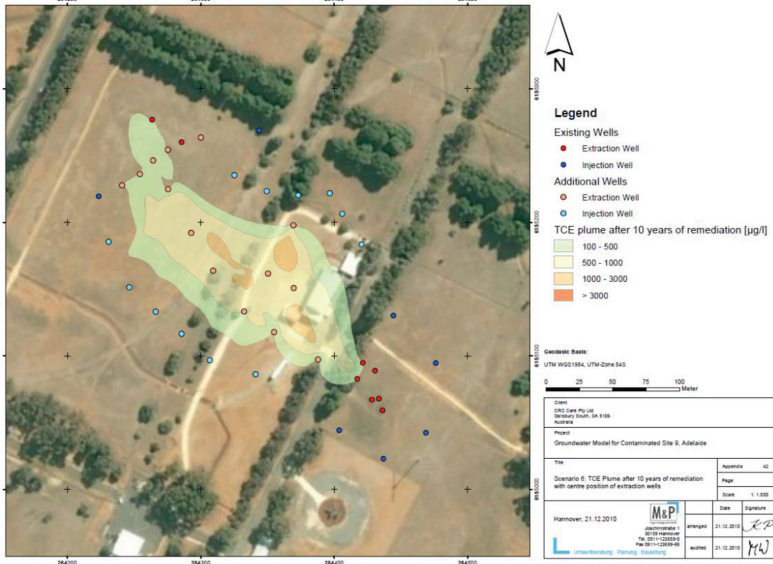 N
Legend
Existing Wells
Extraction Well
Injection Well
Additional Wells
Extraction Well
Injection Well
TCE plume after 10 years of remediation [µg/l]
100 - 500
500 - 1000
1000 - 3000
> 3000
Geodesic Basis:
UTM WGS1984, UTM-Zone 54S
0 25 50 100
Meter
Client
CRC Care Pty Ltd
Salisbury South, SA 5106
Australia
Project
Groundwater Model for Contaminated Site 9, Adelaide
Title
Scenario 6: TCE Plume after 10 years of remediation
with centre position of extraction wells
Appendix 42
Page
Scale 1: 1.500
Date Signature
Hannover, 21.12.2010
M&P
Joachimstraße 1
30159 Hannover
arranged 21.12.2010
audited 21.12.2010 MW
Umweltberatung · Planung · Bauleitung